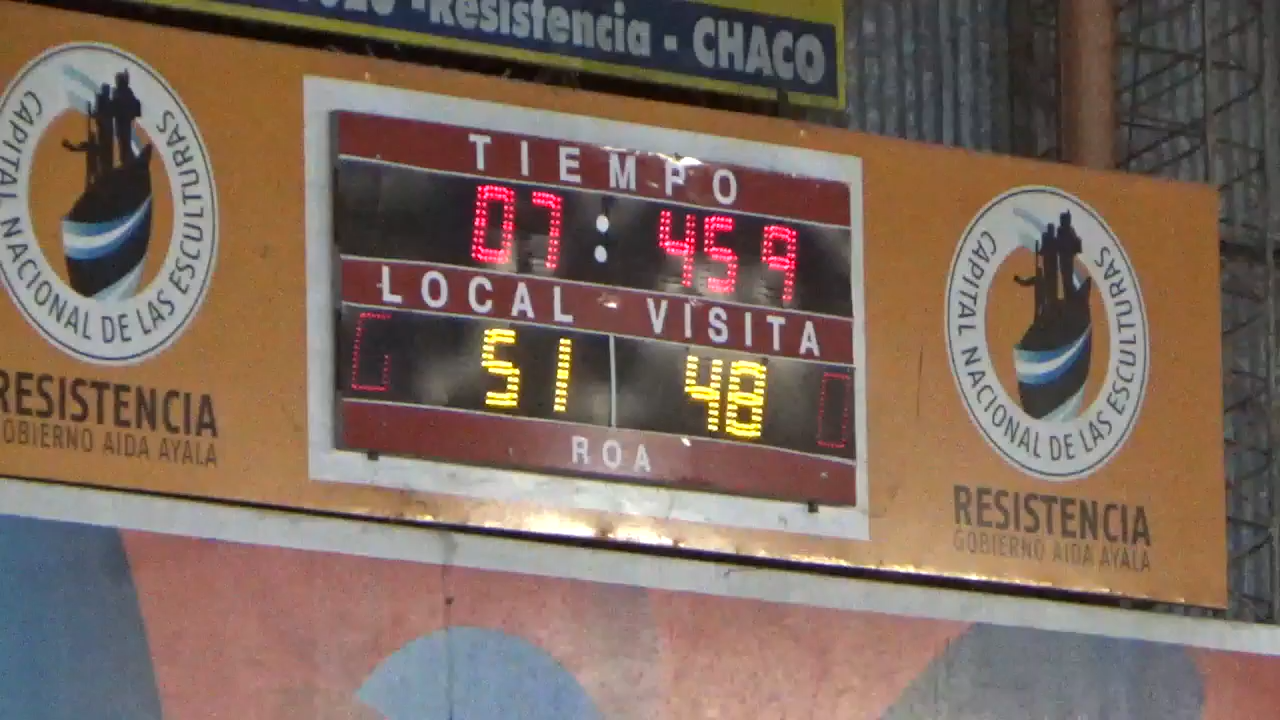 -Resistencia - CHACO
CAPITAL NACIONAL DE LAS ESCULTURAS
RESISTENCIA
GOBIERNO AIDA AYALA
TIEMPO
07:45 9
LOCAL - VISITA
51 48
ROA
CAPITAL NACIONAL DE LAS ESCULTURAS
RESISTENCIA
GOBIERNO AIDA AYALA